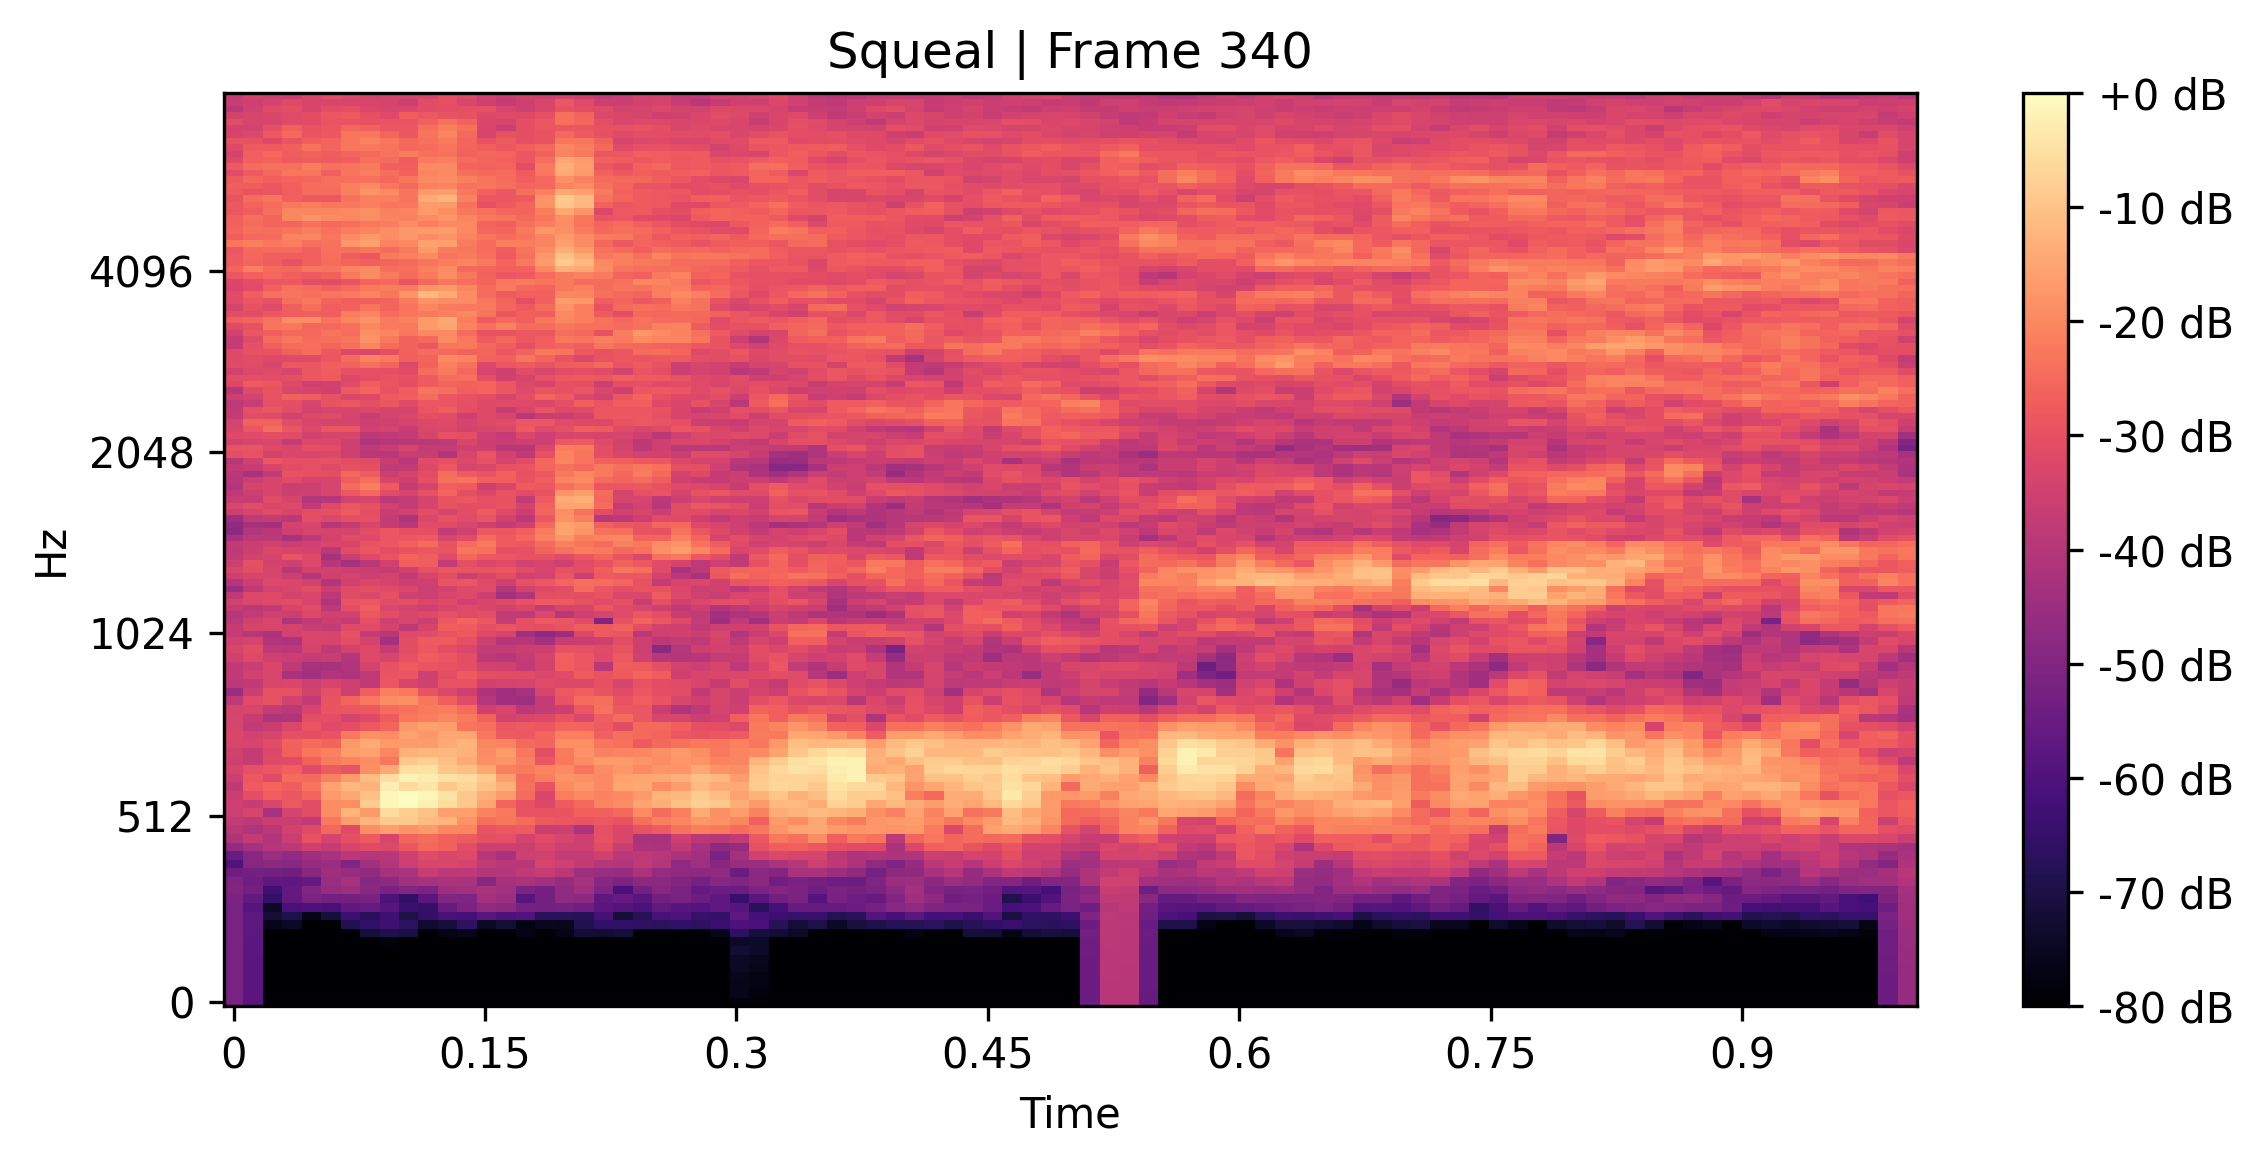 Squeal | Frame 340
+0 dB
-10 dB
-20 dB
-30 dB
-40 dB
-50 dB
-60 dB
-70 dB
-80 dB
Hz
4096
2048
1024
512
0
0 0.15 0.3 0.45 0.6 0.75 0.9
Time